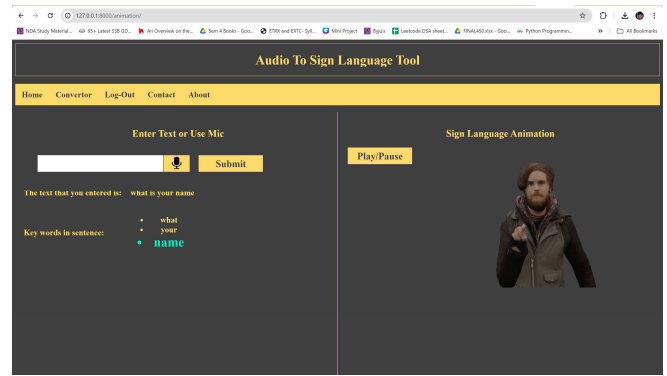 127.0.0.1:8000/animation/
NDA Study Material... 95+ Latest SSB GD... An Overview on the... Sem 4 Books - Goo... ETRX and EXTC- Syll... Mini Project Byju's Leetcode DSA sheet... FINAL450.xlsx - Goo... Python Programmin... » All Bookmarks
Audio To Sign Language Tool
Home Convertor Log-Out Contact About
Enter Text or Use Mic
Submit
The text that you entered is: what is your name
Key words in sentence:
• what
• your
• name
Sign Language Animation
Play/Pause